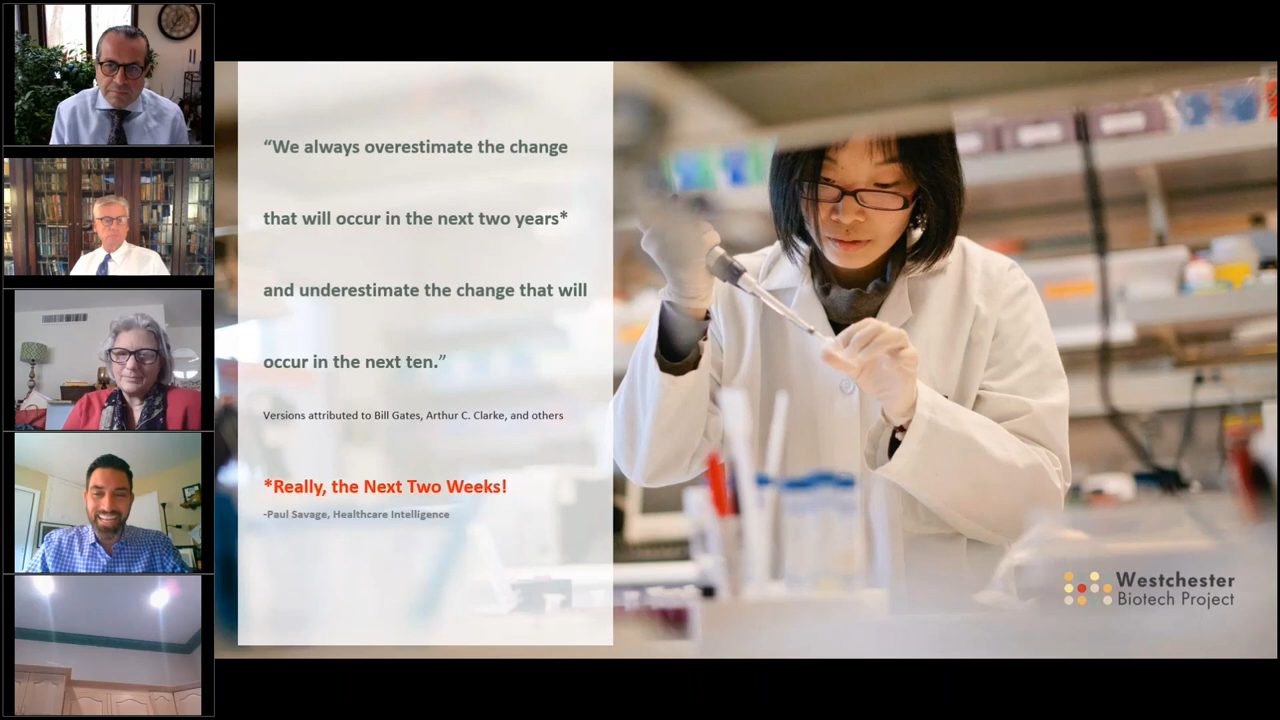 “We always overestimate the change
that will occur in the next two years*
and underestimate the change that will
occur in the next ten.”
Versions attributed to Bill Gates, Arthur C. Clarke, and others
*Really, the Next Two Weeks!
-Paul Savage, Healthcare Intelligence
Westchester
Biotech Project